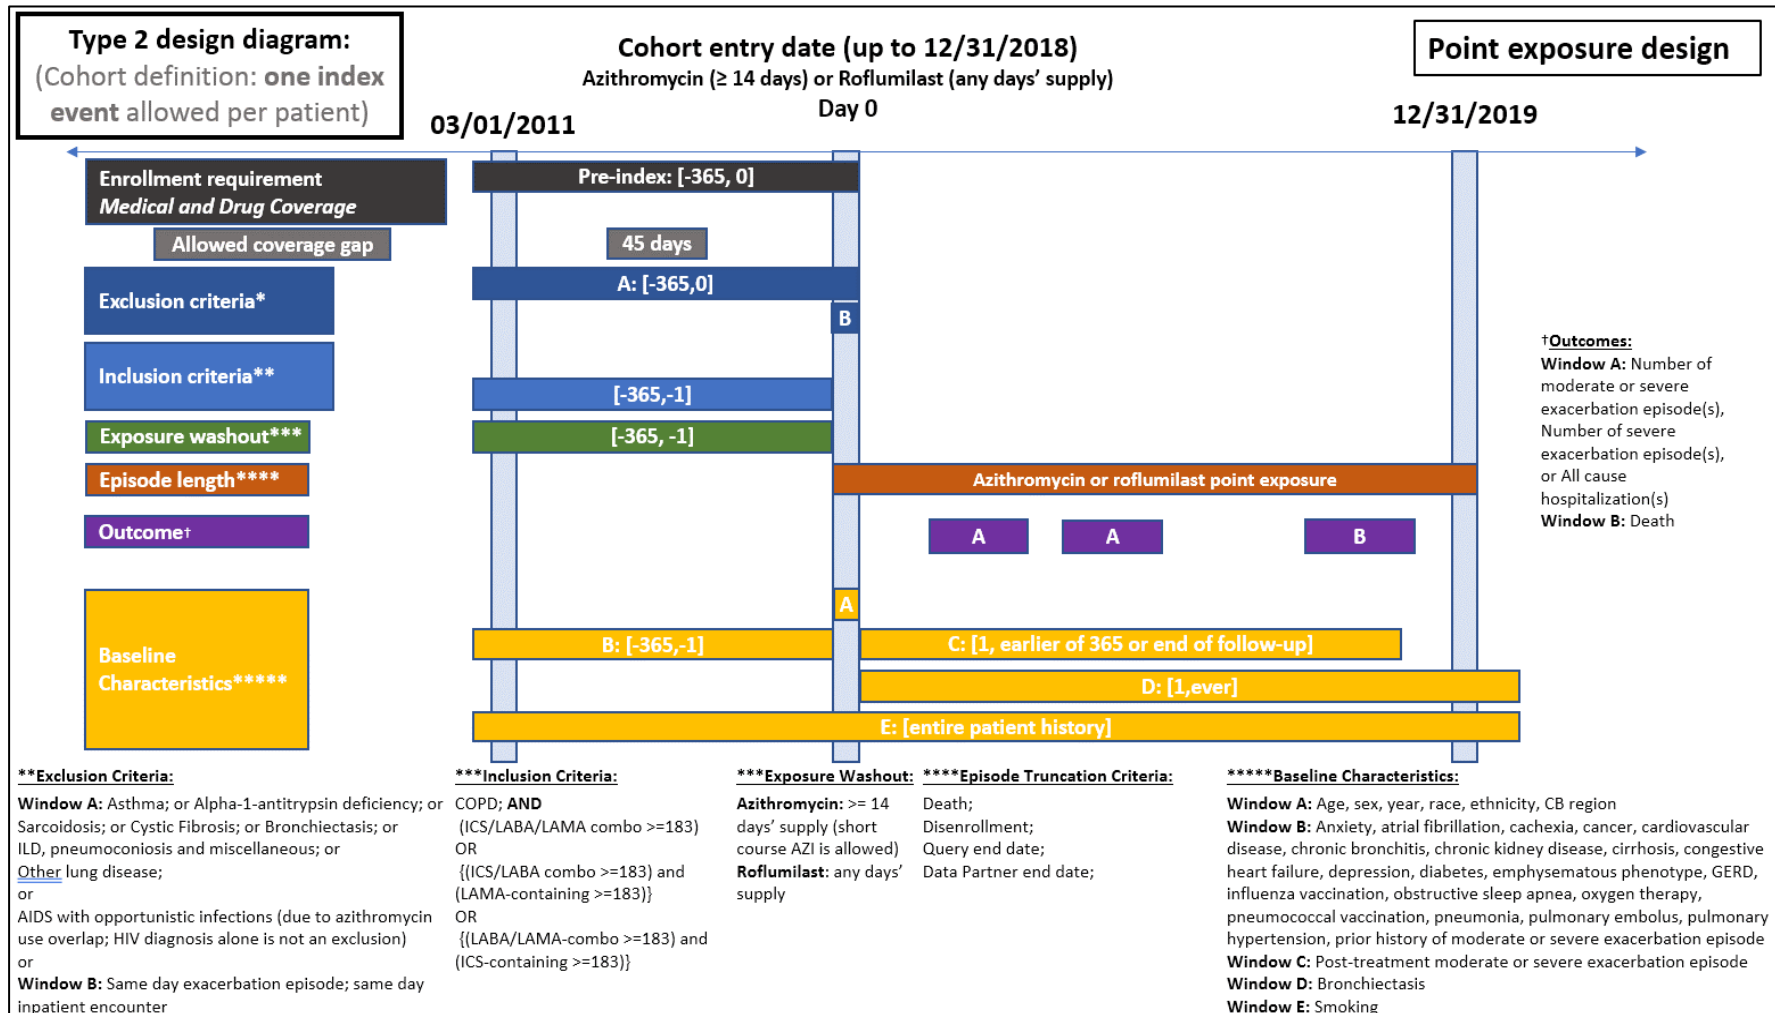 Type 2 design diagram:
(Cohort definition: one index
event allowed per patient)
Cohort entry date (up to 12/31/2018)
Azithromycin (≥ 14 days) or Roflumilast (any days' supply)
Day 0
Point exposure design
03/01/2011
12/31/2019
Enrollment requirement
Medical and Drug Coverage
Pre-index: [-365, 0]
Allowed coverage gap
45 days
Exclusion criteria*
A: [-365,0]
B
Inclusion criteria**
[-365,-1]
Exposure washout***
[-365, -1]
Episode length****
Azithromycin or roflumilast point exposure
Outcome†
A
A
B
†Outcomes:
Window A: Number of
moderate or severe
exacerbation episode(s),
Number of severe
exacerbation episode(s),
or All cause
hospitalization(s)
Window B: Death
Baseline
Characteristics*****
A
B: [-365,-1]
C: [1, earlier of 365 or end of follow-up]
D: [1,ever]
E: [entire patient history]
**Exclusion Criteria:
Window A: Asthma; or Alpha-1-antitrypsin deficiency; or
Sarcoidosis; or Cystic Fibrosis; or Bronchiectasis; or
ILD, pneumoconiosis and miscellaneous; or
Other lung disease;
or
AIDS with opportunistic infections (due to azithromycin
use overlap; HIV diagnosis alone is not an exclusion)
or
Window B: Same day exacerbation episode; same day
inpatient encounter
***Inclusion Criteria:
COPD; AND
(ICS/LABA/LAMA combo >=183)
OR
{(ICS/LABA combo >=183) and
(LAMA-containing >=183)}
OR
{(LABA/LAMA-combo >=183) and
(ICS-containing >=183)}
***Exposure Washout:
Azithromycin: >= 14
days' supply (short
course AZI is allowed)
Roflumilast: any days'
supply
****Episode Truncation Criteria:
Death;
Disenrollment;
Query end date;
Data Partner end date;
*****Baseline Characteristics:
Window A: Age, sex, year, race, ethnicity, CB region
Window B: Anxiety, atrial fibrillation, cachexia, cancer, cardiovascular
disease, chronic bronchitis, chronic kidney disease, cirrhosis, congestive
heart failure, depression, diabetes, emphysematous phenotype, GERD,
influenza vaccination, obstructive sleep apnea, oxygen therapy,
pneumococcal vaccination, pneumonia, pulmonary embolus, pulmonary
hypertension, prior history of moderate or severe exacerbation episode
Window C: Post-treatment moderate or severe exacerbation episode
Window D: Bronchiectasis
Window E: Smoking